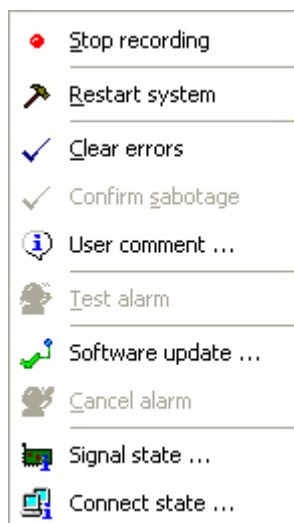 Stop recording
Restart system
Clear errors
Confirm sabotage
User comment ...
Test alarm
Software update ...
Cancel alarm
Signal state ...
Connect state ...